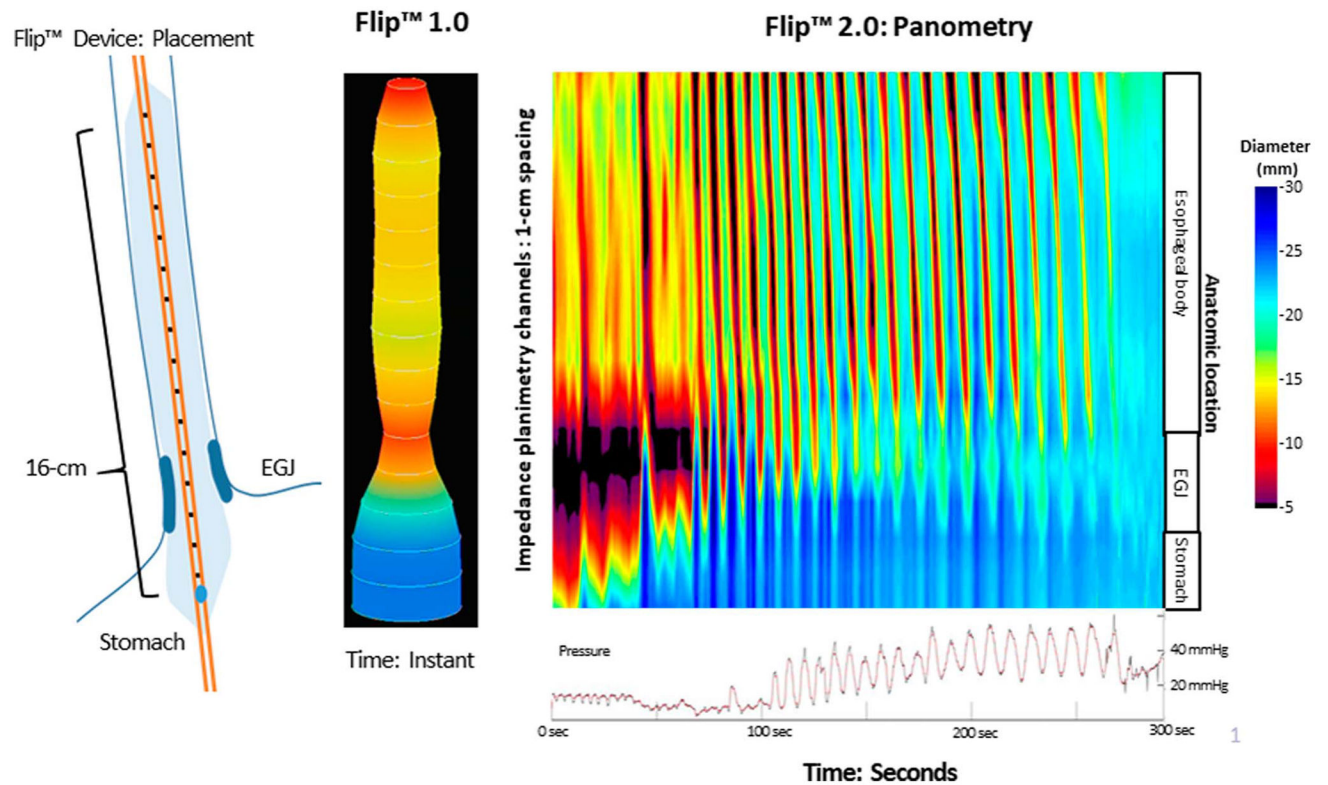 Flip™ Device: Placement
16-cm
EGJ
Stomach
Flip™ 1.0
Time: Instant
Flip™ 2.0: Panometry
Impedance planimetry channels : 1-cm spacing
Esophageal body
EGJ
Stomach
Anatomic location
Diameter
(mm)
30
25
20
15
10
5
Pressure
40 mmHg
20 mmHg
0 sec
100 sec
200 sec
300 sec
Time: Seconds
1